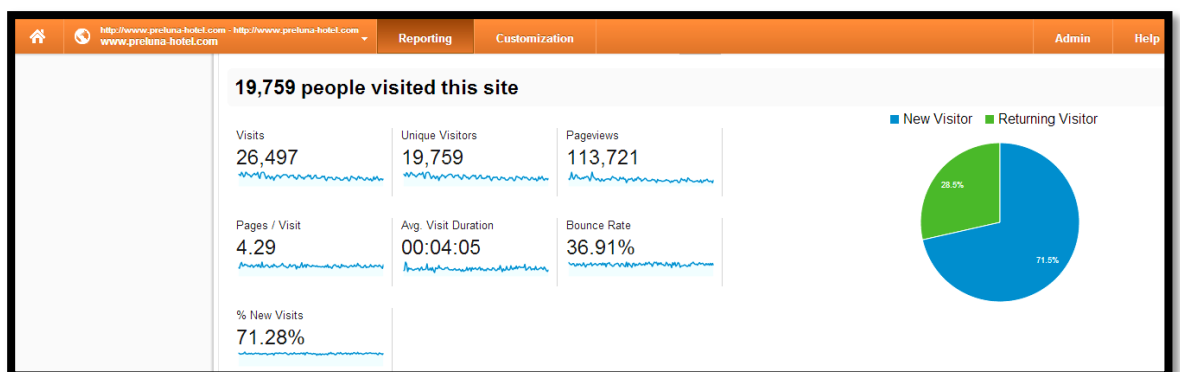 http://www.preluna-hotel.com - http://www.preluna-hotel.com
www.preluna-hotel.com
Reporting
Customization
Admin
Help
19,759 people visited this site
Visits
26,497
Unique Visitors
19,759
Pageviews
113,721
Pages / Visit
4.29
Avg. Visit Duration
00:04:05
Bounce Rate
36.91%
% New Visits
71.28%
New Visitor
Returning Visitor
28.5%
71.5%